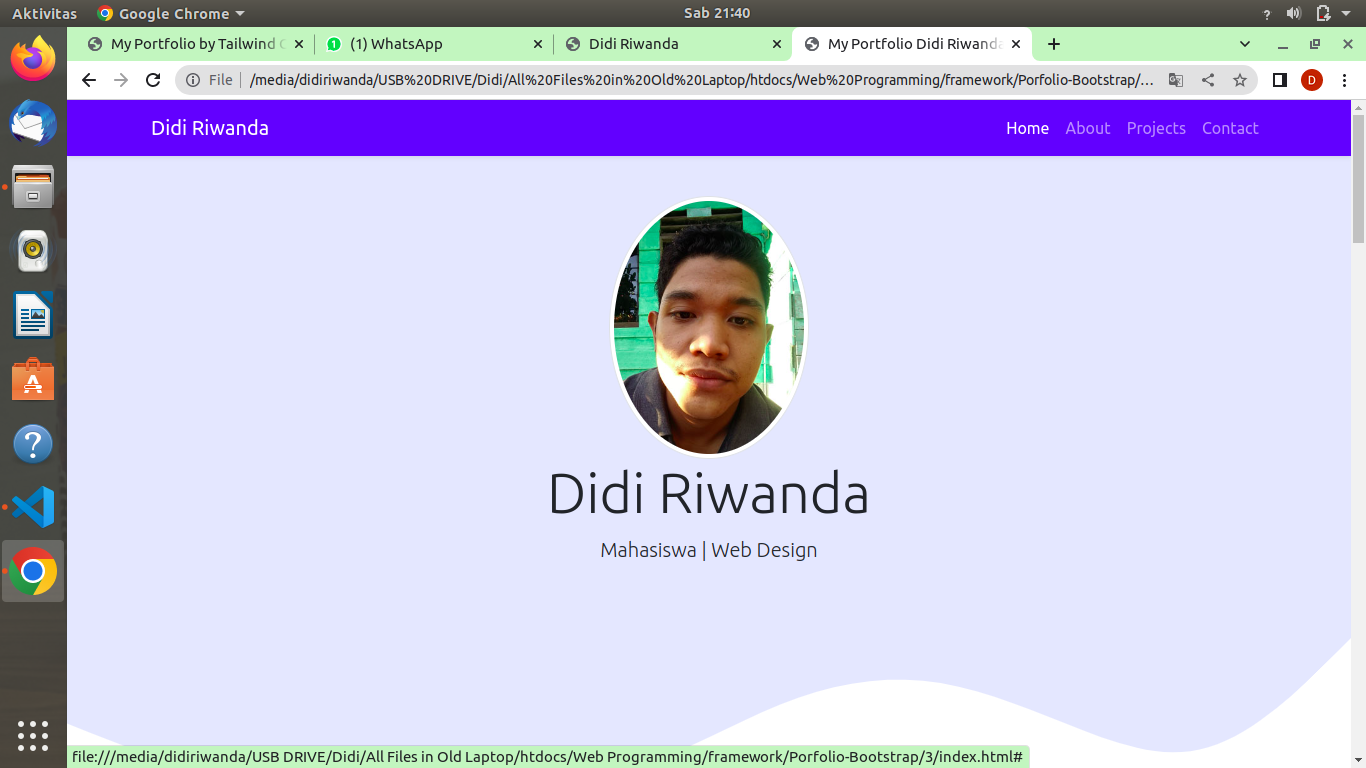 Aktivitas
Google Chrome
Sab 21:40
?
My Portfolio by Tailwind
(1) WhatsApp
Didi Riwanda
My Portfolio Didi Riwanda
File
/media/didiriwanda/USB%20DRIVE/Didi/All%20Files%20in%20Old%20Laptop/htdocs/Web%20Programming/framework/Porfolio-Bootstrap/...
D
Didi Riwanda
Home
About
Projects
Contact
Didi Riwanda
Mahasiswa | Web Design
file:///media/didiriwanda/USB DRIVE/Didi/All Files in Old Laptop/htdocs/Web Programming/framework/Porfolio-Bootstrap/3/index.html#